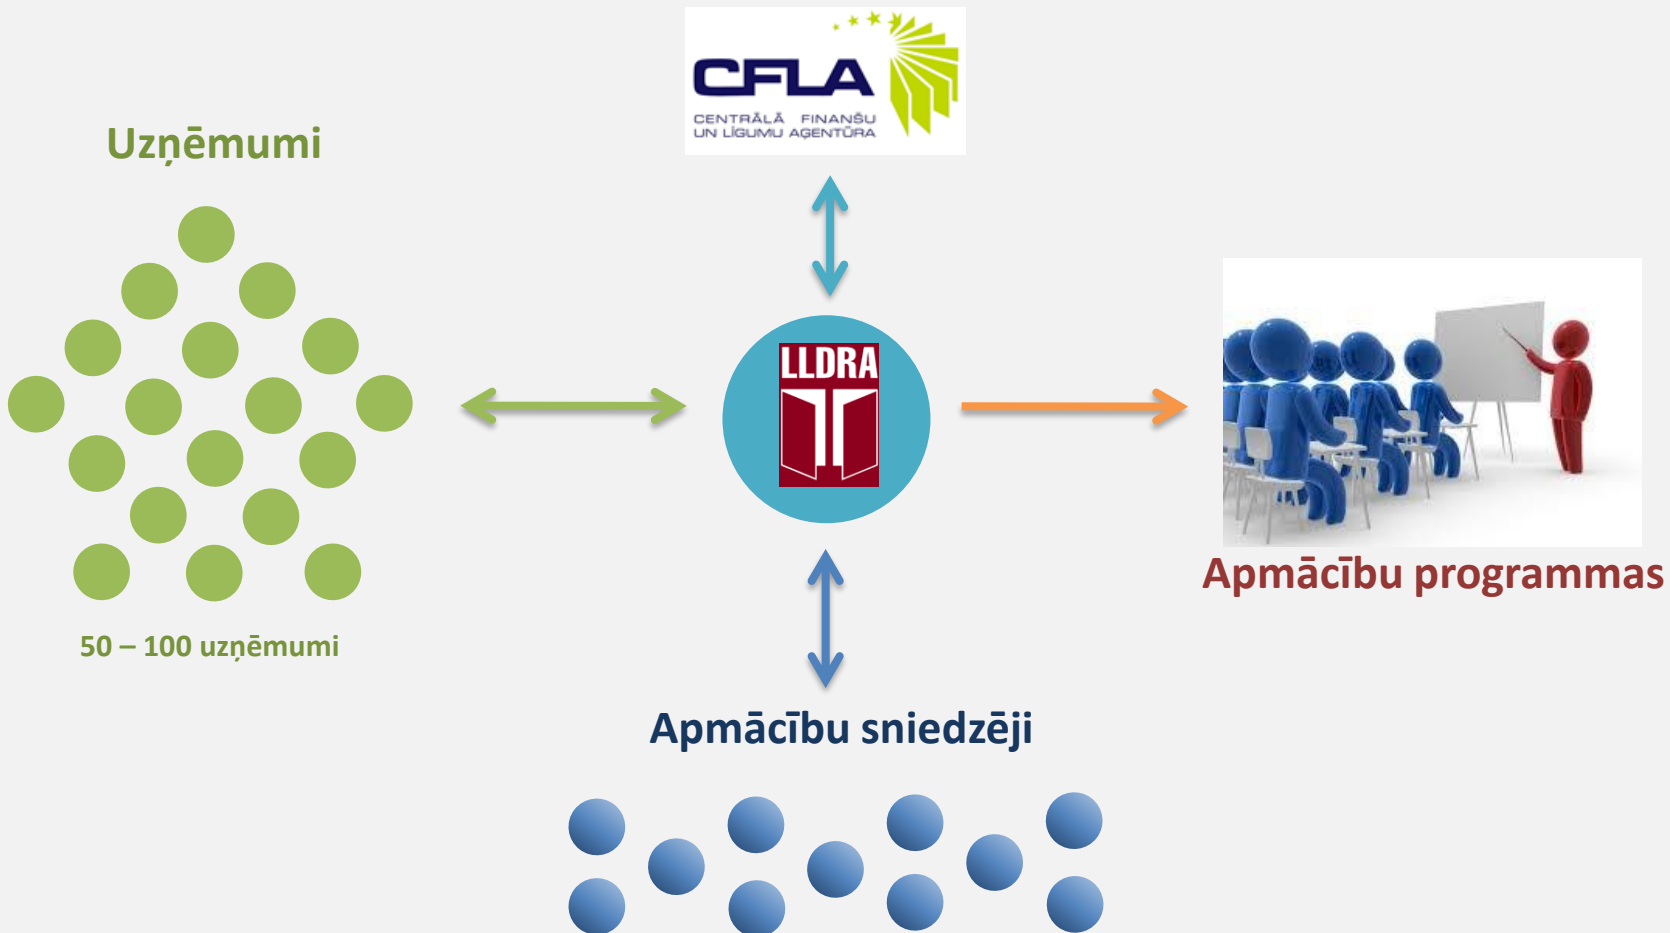 CFLA
CENTRĀLĀ FINANŠU
UN LĪGUMU AĢENTŪRA
Uzņēmumi
LLDRA
Apmācību programmas
50 – 100 uzņēmumi
Apmācību sniedzēji